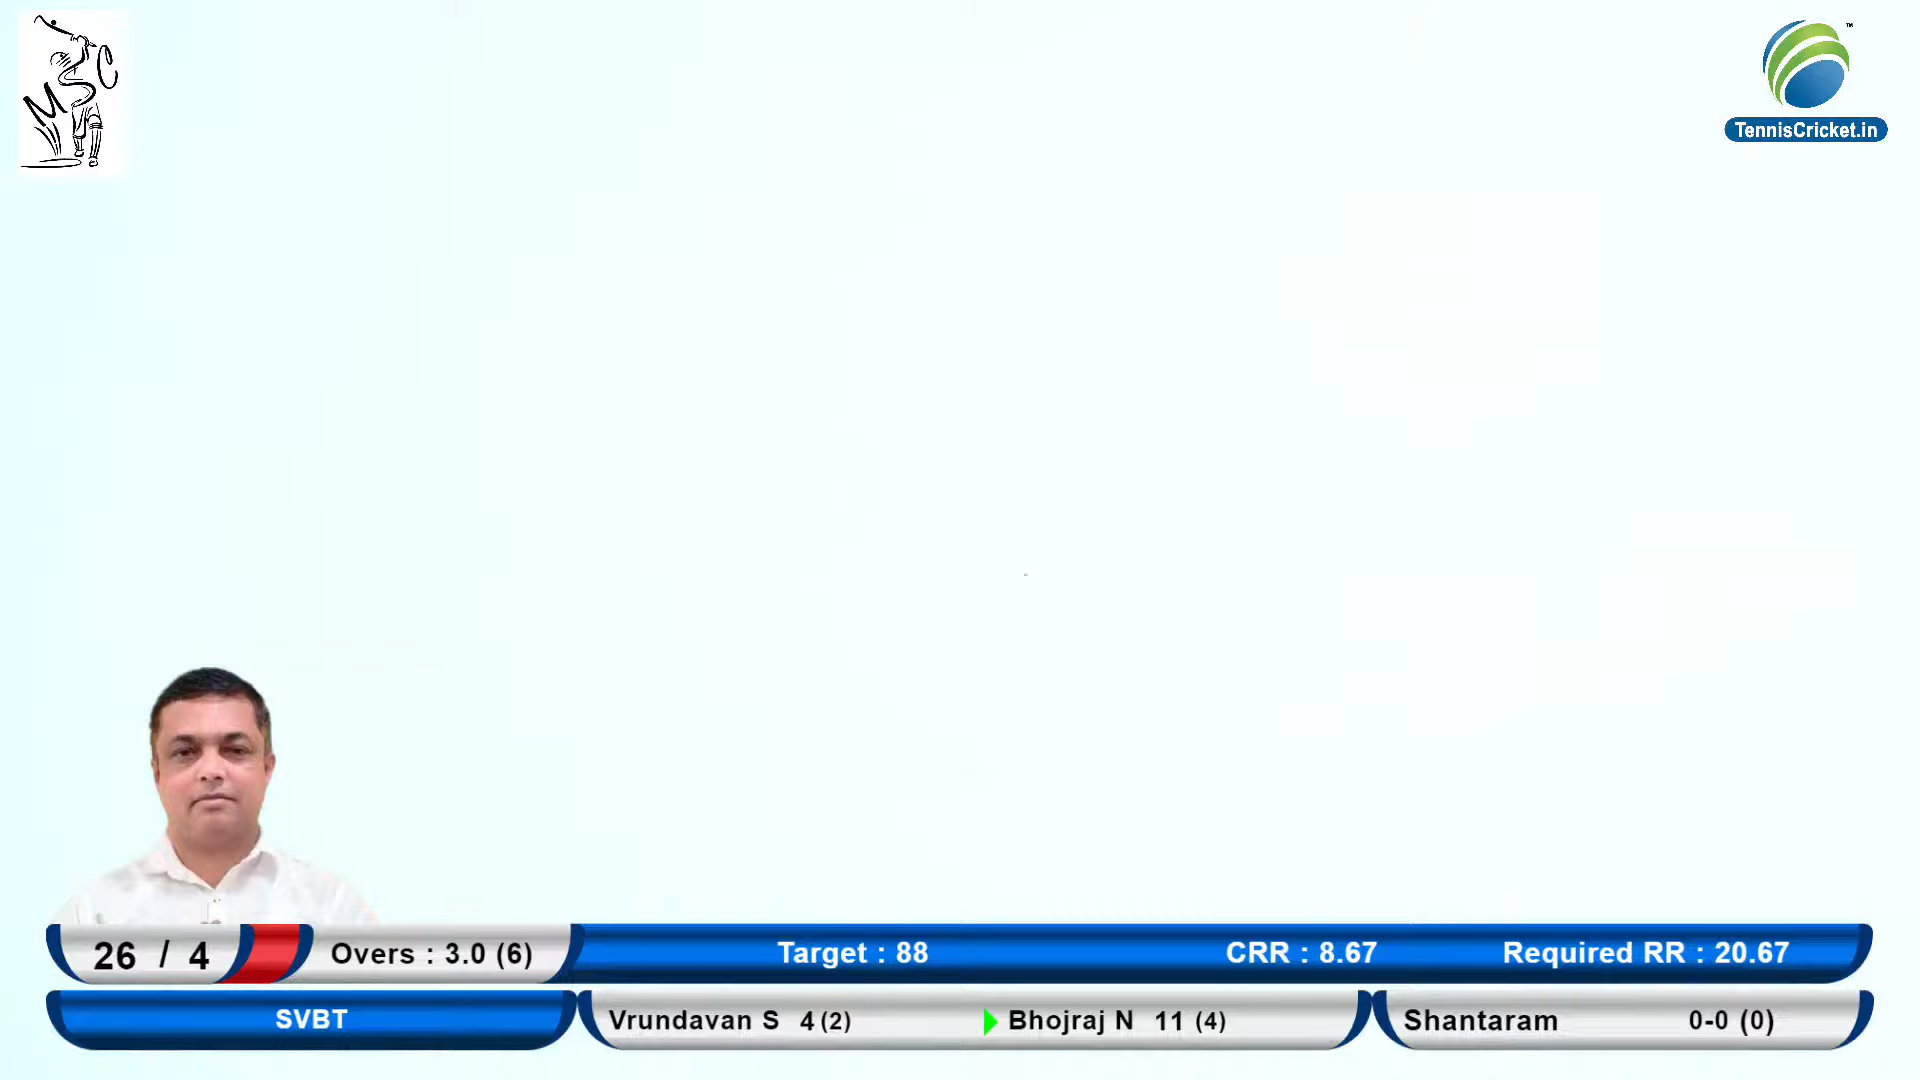 MSC
TennisCricket.in
TM
26 / 4 Overs : 3.0 (6) Target : 88 CRR : 8.67 Required RR : 20.67
SVBT Vrundavan S 4 (2) Bhojraj N 11 (4) Shantaram 0-0 (0)